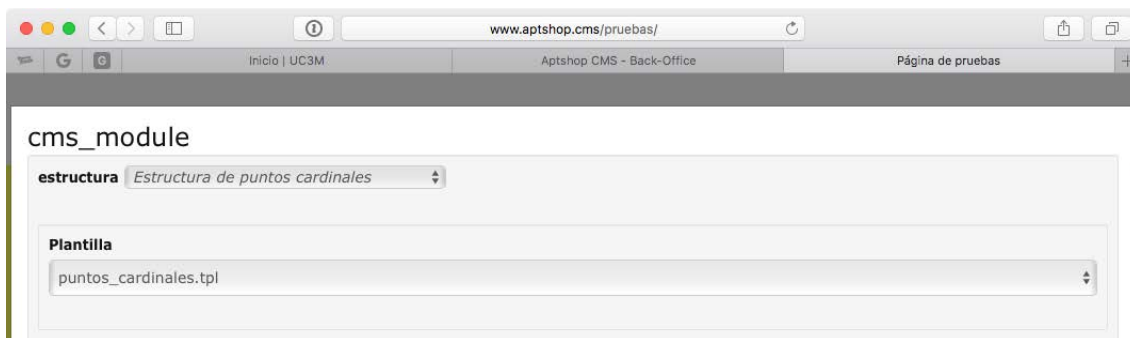 www.aptshop.cms/pruebas/
G G Inicio | UC3M Aptshop CMS - Back-Office Página de pruebas
cms_module
estructura Estructura de puntos cardinales
Plantilla
puntos_cardinales.tpl